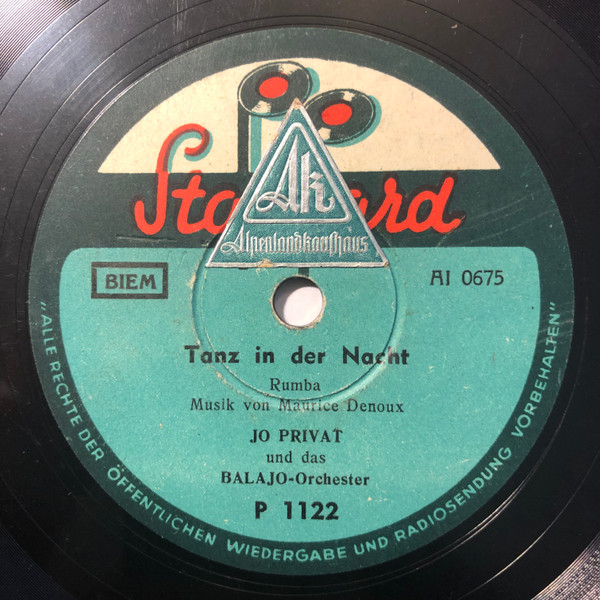 Standard
AK
Alpenlandkaufhaus
BIEM
AI 0675
Tanz in der Nacht
Rumba
Musik von Maurice Denoux
JO PRIVAT
und das
BALAJO-Orchester
P 1122
„ALLE RECHTE DER ÖFFENTLICHEN WIEDERGABE UND RADIOSENDUNG VORBEHALTEN"